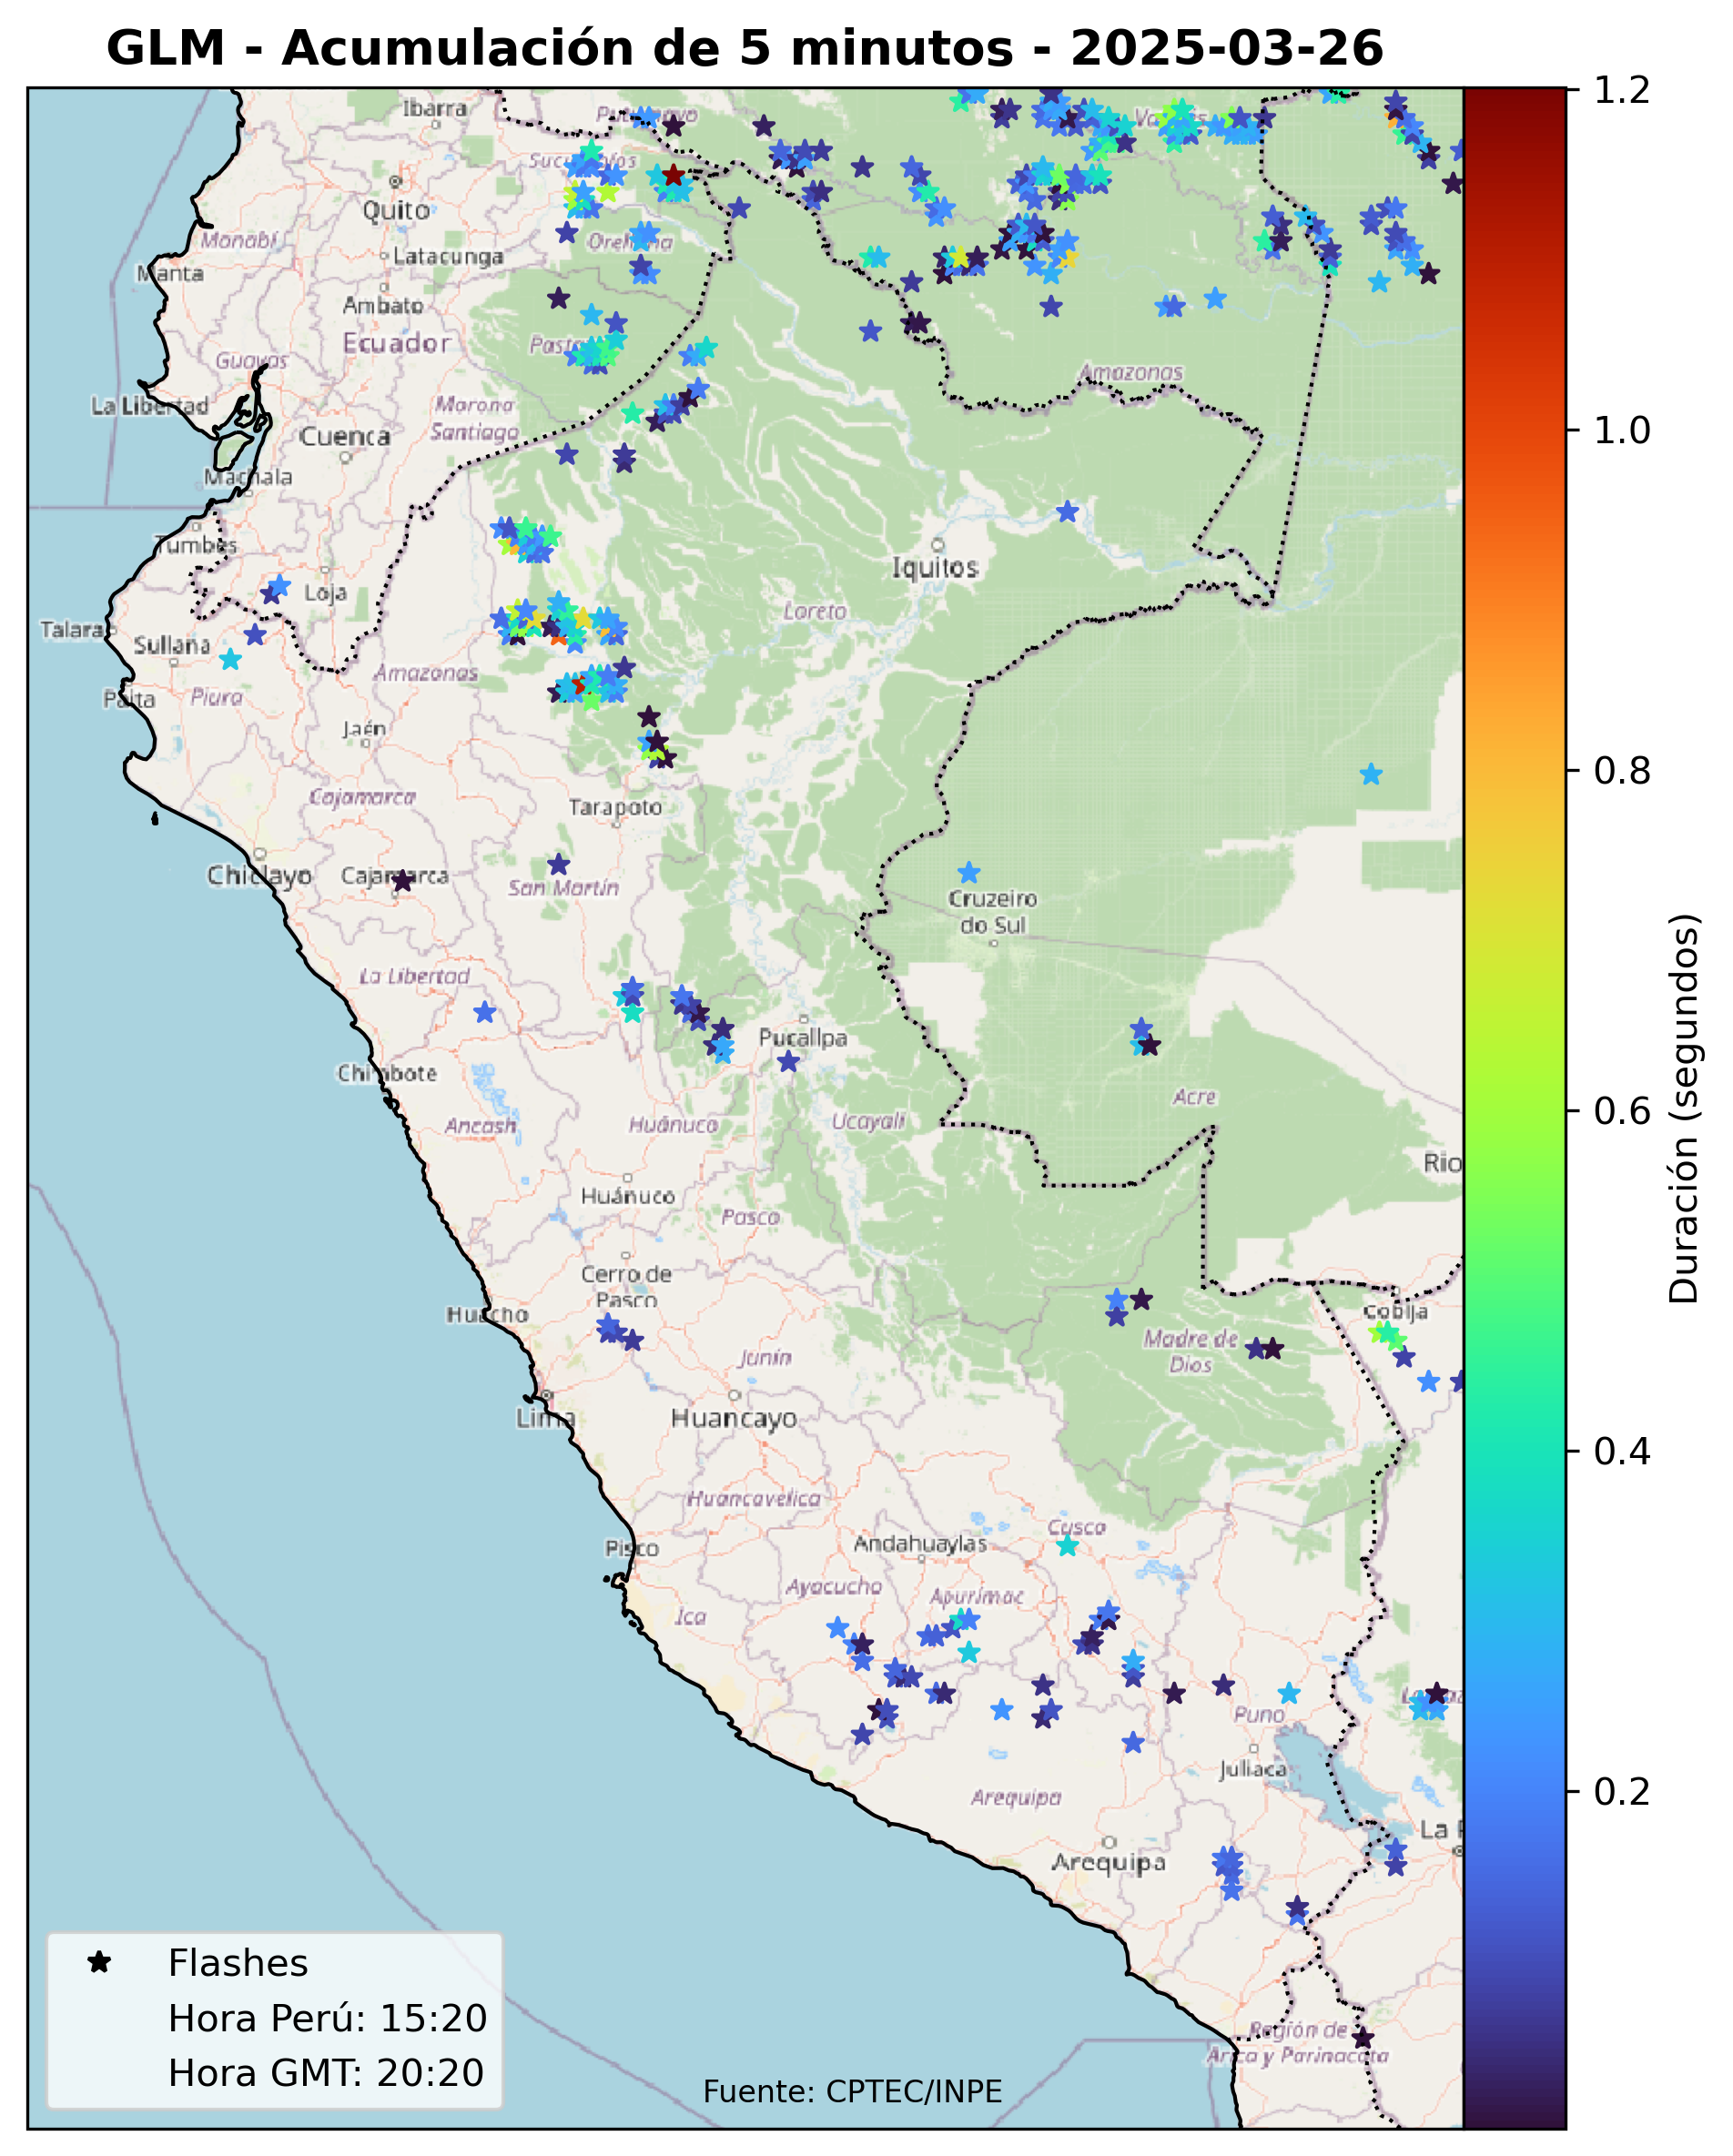 GLM - Acumulación de 5 minutos - 2025-03-26
Ibarra
Putumayo
Vaupés
Sucumbíos
Quito
Manabí
Orellana
Latacunga
Manta
Ambato
Ecuador
Pastaza
Guayas
Amazonas
La Libertad
Morona
Santiago
Cuenca
Machala
Tumbes
Iquitos
Loja
Loreto
Talara
Sullana
Amazonas
Paita
Piura
Jaén
Cajamarca
Tarapoto
Chiclayo
Cajamarca
San Martín
Cruzeiro
do Sul
La Libertad
Pucallpa
Chimbote
Acre
Ancash
Huánuco
Ucayali
Rio
Huánuco
Pasco
Cerro de
Pasco
Huacho
Cobija
Madre de
Dios
Junín
Lima
Huancayo
Huancavelica
Cusco
Pisco
Andahuaylas
Ayacucho
Apurímac
Ica
Puno
Juliaca
Arequipa
La P
Arequipa
Región de
Arica y Parinacota
Flashes
Hora Perú: 15:20
Hora GMT: 20:20
Fuente: CPTEC/INPE
1.2
1.0
0.8
0.6
0.4
0.2
Duración (segundos)